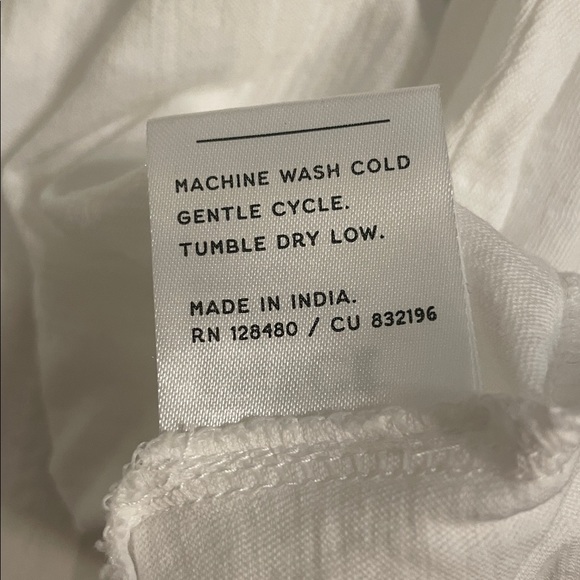 MACHINE WASH COLD
GENTLE CYCLE.
TUMBLE DRY LOW.
MADE IN INDIA.
RN 128480 / CU 832196